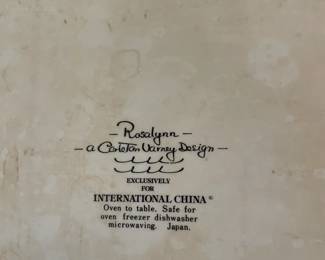 - Rosalynn -
- a Carleton Varney Design -
EXCLUSIVELY
FOR
INTERNATIONAL CHINA ©
Oven to table. Safe for
oven freezer dishwasher
microwaving. Japan.